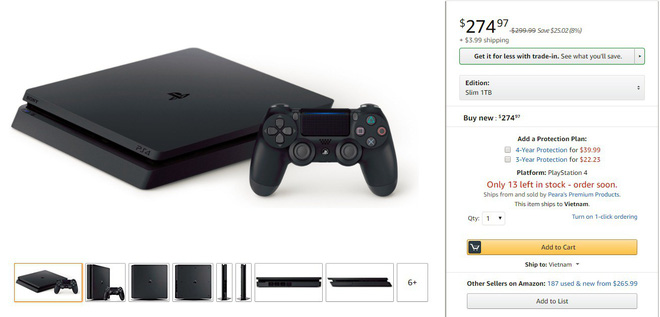 $274.97 $299.99 Save $25.02 (8%)
+ $3.99 shipping
Get it for less with trade-in. See what you'll save.
Edition:
Slim 1TB
Buy new : $274.97
Add a Protection Plan:
4-Year Protection for $39.99
3-Year Protection for $22.23
Platform: PlayStation 4
Only 13 left in stock - order soon.
Ships from and sold by Peara's Premium Products.
This item ships to Vietnam.
Qty: 1
Turn on 1-click ordering
Add to Cart
Ship to: Vietnam
Other Sellers on Amazon: 187 used & new from $265.99
Add to List
SONY
PS4
6+